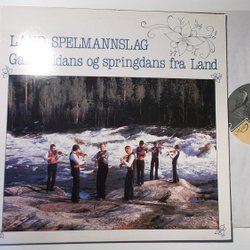 LAND SPELMANNSLAG
Gammeldans og springdans fra Land